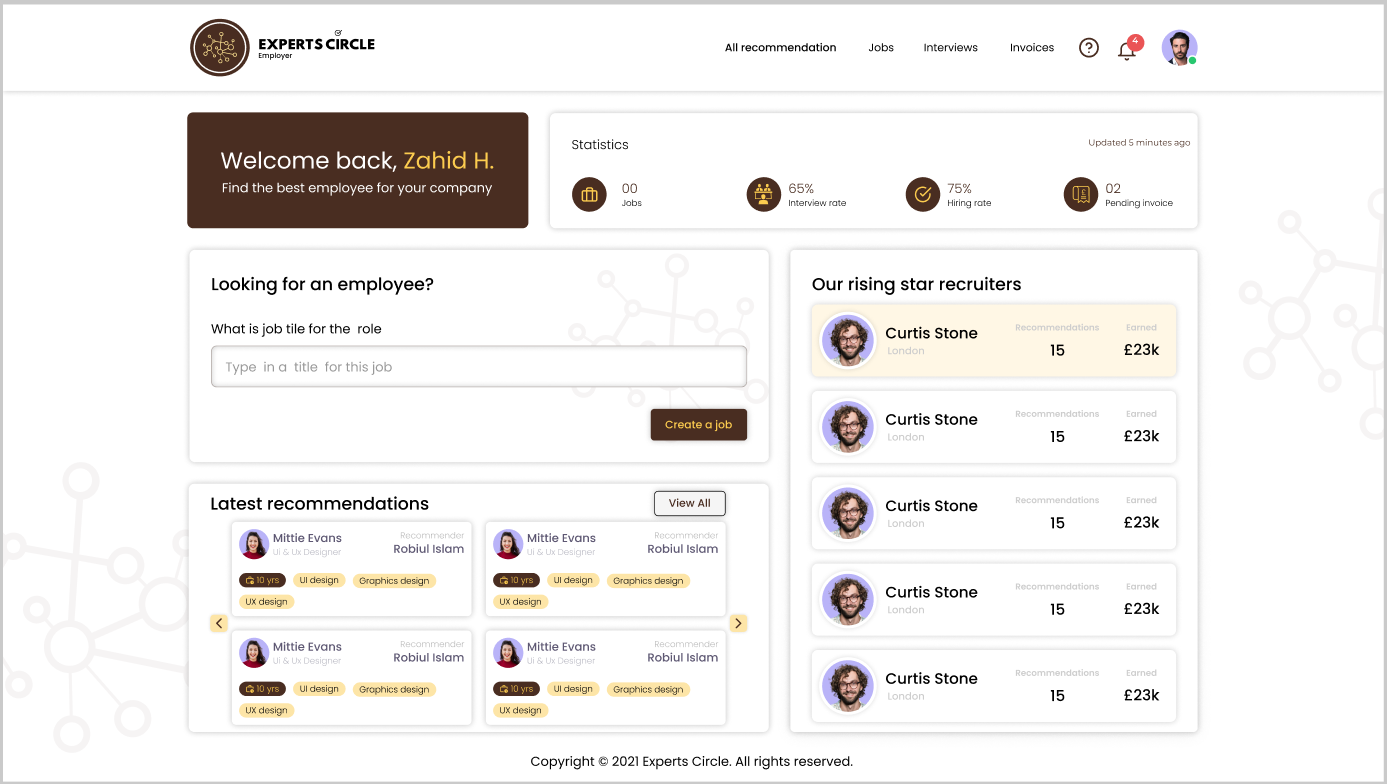 EXPERTS CIRCLE
Employer
All recommendation
Jobs
Interviews
Invoices
?
4
Welcome back, Zahid H.
Find the best employee for your company
Statistics
Updated 5 minutes ago
00
Jobs
65%
Interview rate
75%
Hiring rate
02
Pending invoice
Looking for an employee?
What is job tile for the role
Type in a title for this job
Create a job
Latest recommendations
View All
Mittie Evans
Ui & Ux Designer
Recommender
Robiul Islam
10 yrs
UI design
Graphics design
UX design
Mittie Evans
Ui & Ux Designer
Recommender
Robiul Islam
10 yrs
UI design
Graphics design
UX design
Mittie Evans
Ui & Ux Designer
Recommender
Robiul Islam
10 yrs
UI design
Graphics design
UX design
Mittie Evans
Ui & Ux Designer
Recommender
Robiul Islam
10 yrs
UI design
Graphics design
UX design
Our rising star recruiters
Curtis Stone
London
Recommendations
15
Earned
£23k
Curtis Stone
London
Recommendations
15
Earned
£23k
Curtis Stone
London
Recommendations
15
Earned
£23k
Curtis Stone
London
Recommendations
15
Earned
£23k
Curtis Stone
London
Recommendations
15
Earned
£23k
Copyright © 2021 Experts Circle. All rights reserved.